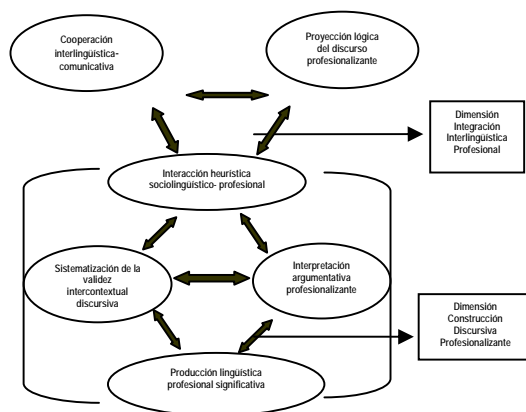 Cooperación
interlingüística-
comunicativa
Proyección lógica
del discurso
profesionalizante
Dimensión
Integración
Interlingüística
Profesional
Interacción heurística
sociolingüístico- profesional
Sistematización de la
validez
intercontextual
discursiva
Interpretación
argumentativa
profesionalizante
Dimensión
Construcción
Discursiva
Profesionalizante
Producción lingüística
profesional significativa